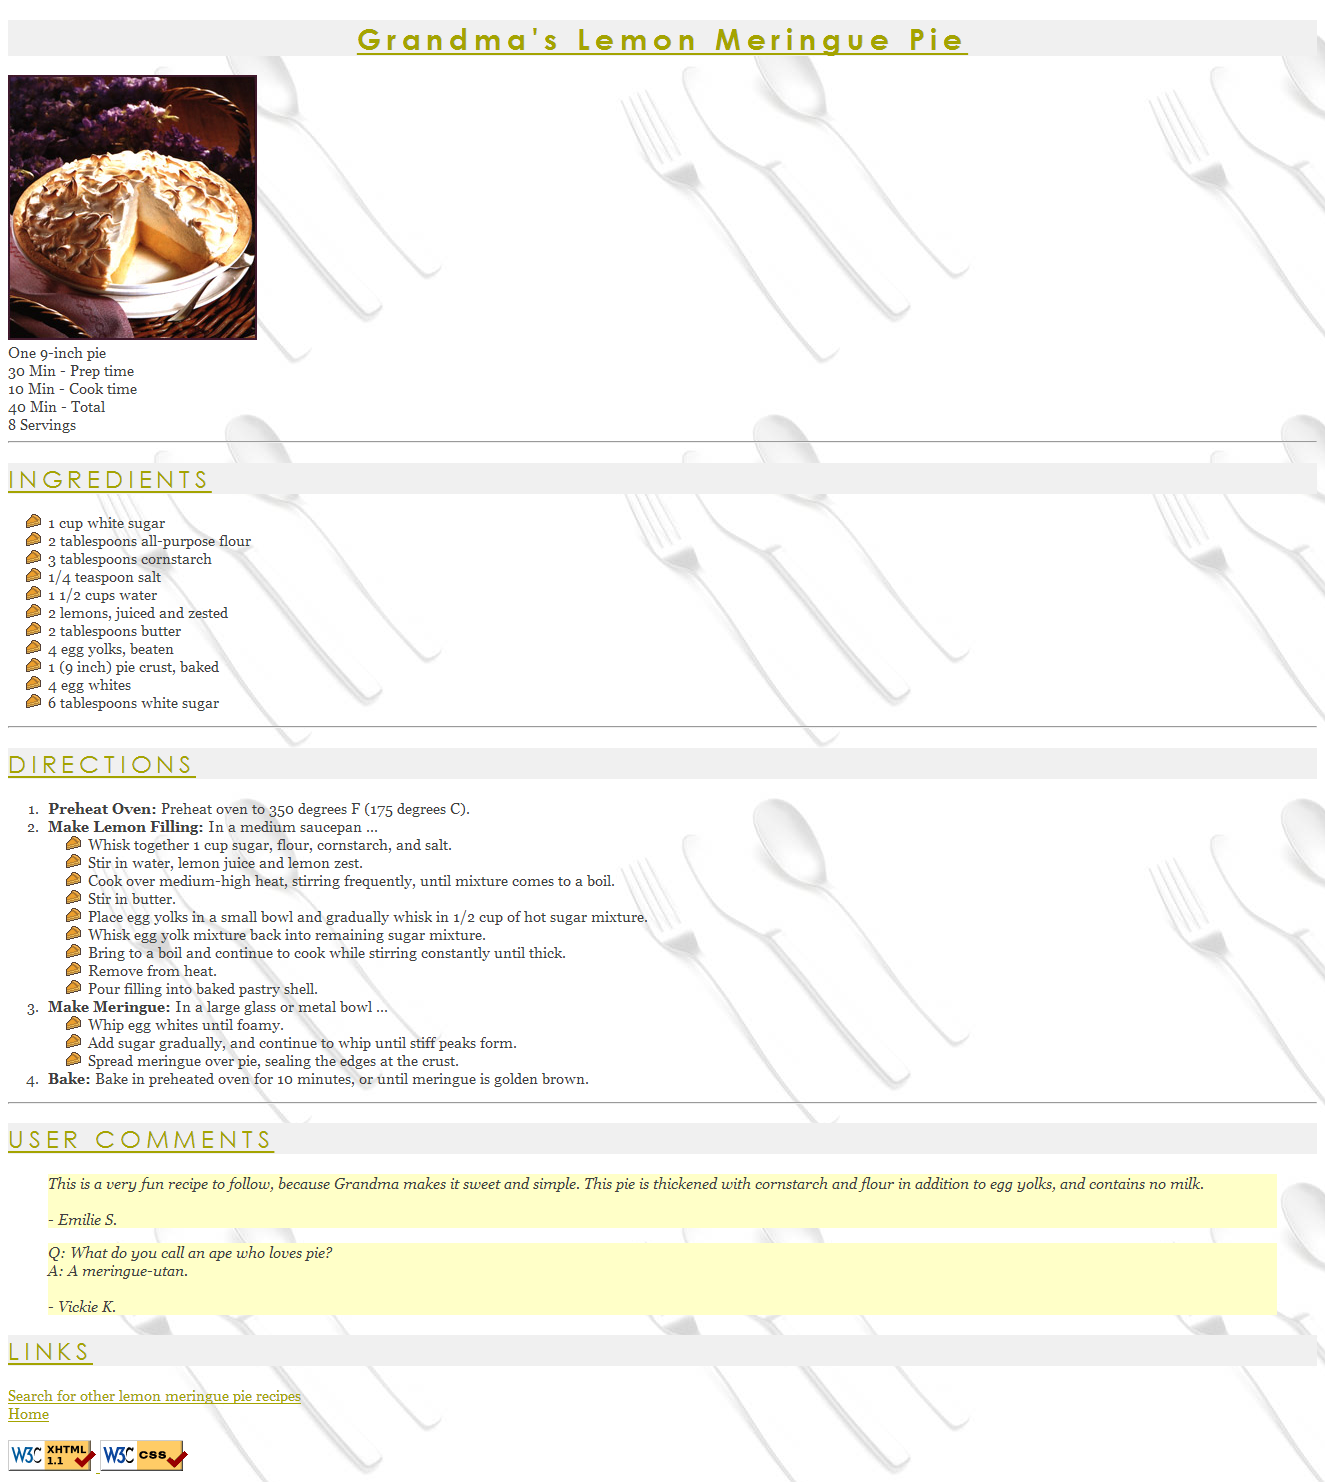 Grandma's Lemon Meringue Pie
One 9-inch pie
30 Min - Prep time
10 Min - Cook time
40 Min - Total
8 Servings
INGREDIENTS
1 cup white sugar
2 tablespoons all-purpose flour
3 tablespoons cornstarch
1/4 teaspoon salt
1 1/2 cups water
2 lemons, juiced and zested
2 tablespoons butter
4 egg yolks, beaten
1 (9 inch) pie crust, baked
4 egg whites
6 tablespoons white sugar
DIRECTIONS
1. Preheat Oven: Preheat oven to 350 degrees F (175 degrees C).
2. Make Lemon Filling: In a medium saucepan ...
Whisk together 1 cup sugar, flour, cornstarch, and salt.
Stir in water, lemon juice and lemon zest.
Cook over medium-high heat, stirring frequently, until mixture comes to a boil.
Stir in butter.
Place egg yolks in a small bowl and gradually whisk in 1/2 cup of hot sugar mixture.
Whisk egg yolk mixture back into remaining sugar mixture.
Bring to a boil and continue to cook while stirring constantly until thick.
Remove from heat.
Pour filling into baked pastry shell.
3. Make Meringue: In a large glass or metal bowl ...
Whip egg whites until foamy.
Add sugar gradually, and continue to whip until stiff peaks form.
Spread meringue over pie, sealing the edges at the crust.
4. Bake: Bake in preheated oven for 10 minutes, or until meringue is golden brown.
USER COMMENTS
This is a very fun recipe to follow, because Grandma makes it sweet and simple. This pie is thickened with cornstarch and flour in addition to egg yolks, and contains no milk.
- Emilie S.
Q: What do you call an ape who loves pie?
A: A meringue-utan.
- Vickie K.
LINKS
Search for other lemon meringue pie recipes
Home
W3C XHTML 1.1 W3C CSS